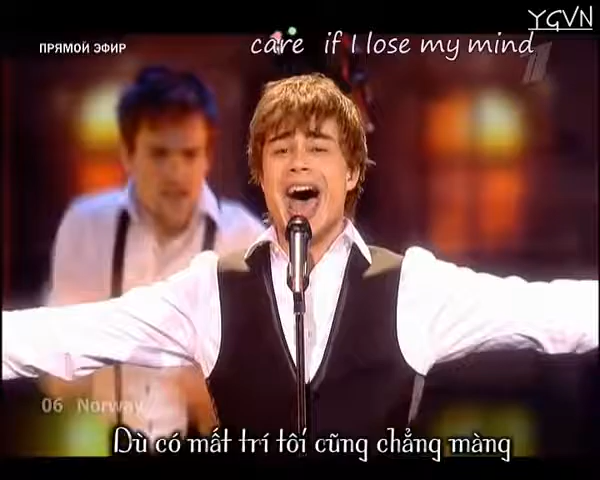 YGVN
ПРЯМОЙ ЭФИР
care if I lose my mind
06 Norway
Dù có mất trí tôi cũng chẳng màng